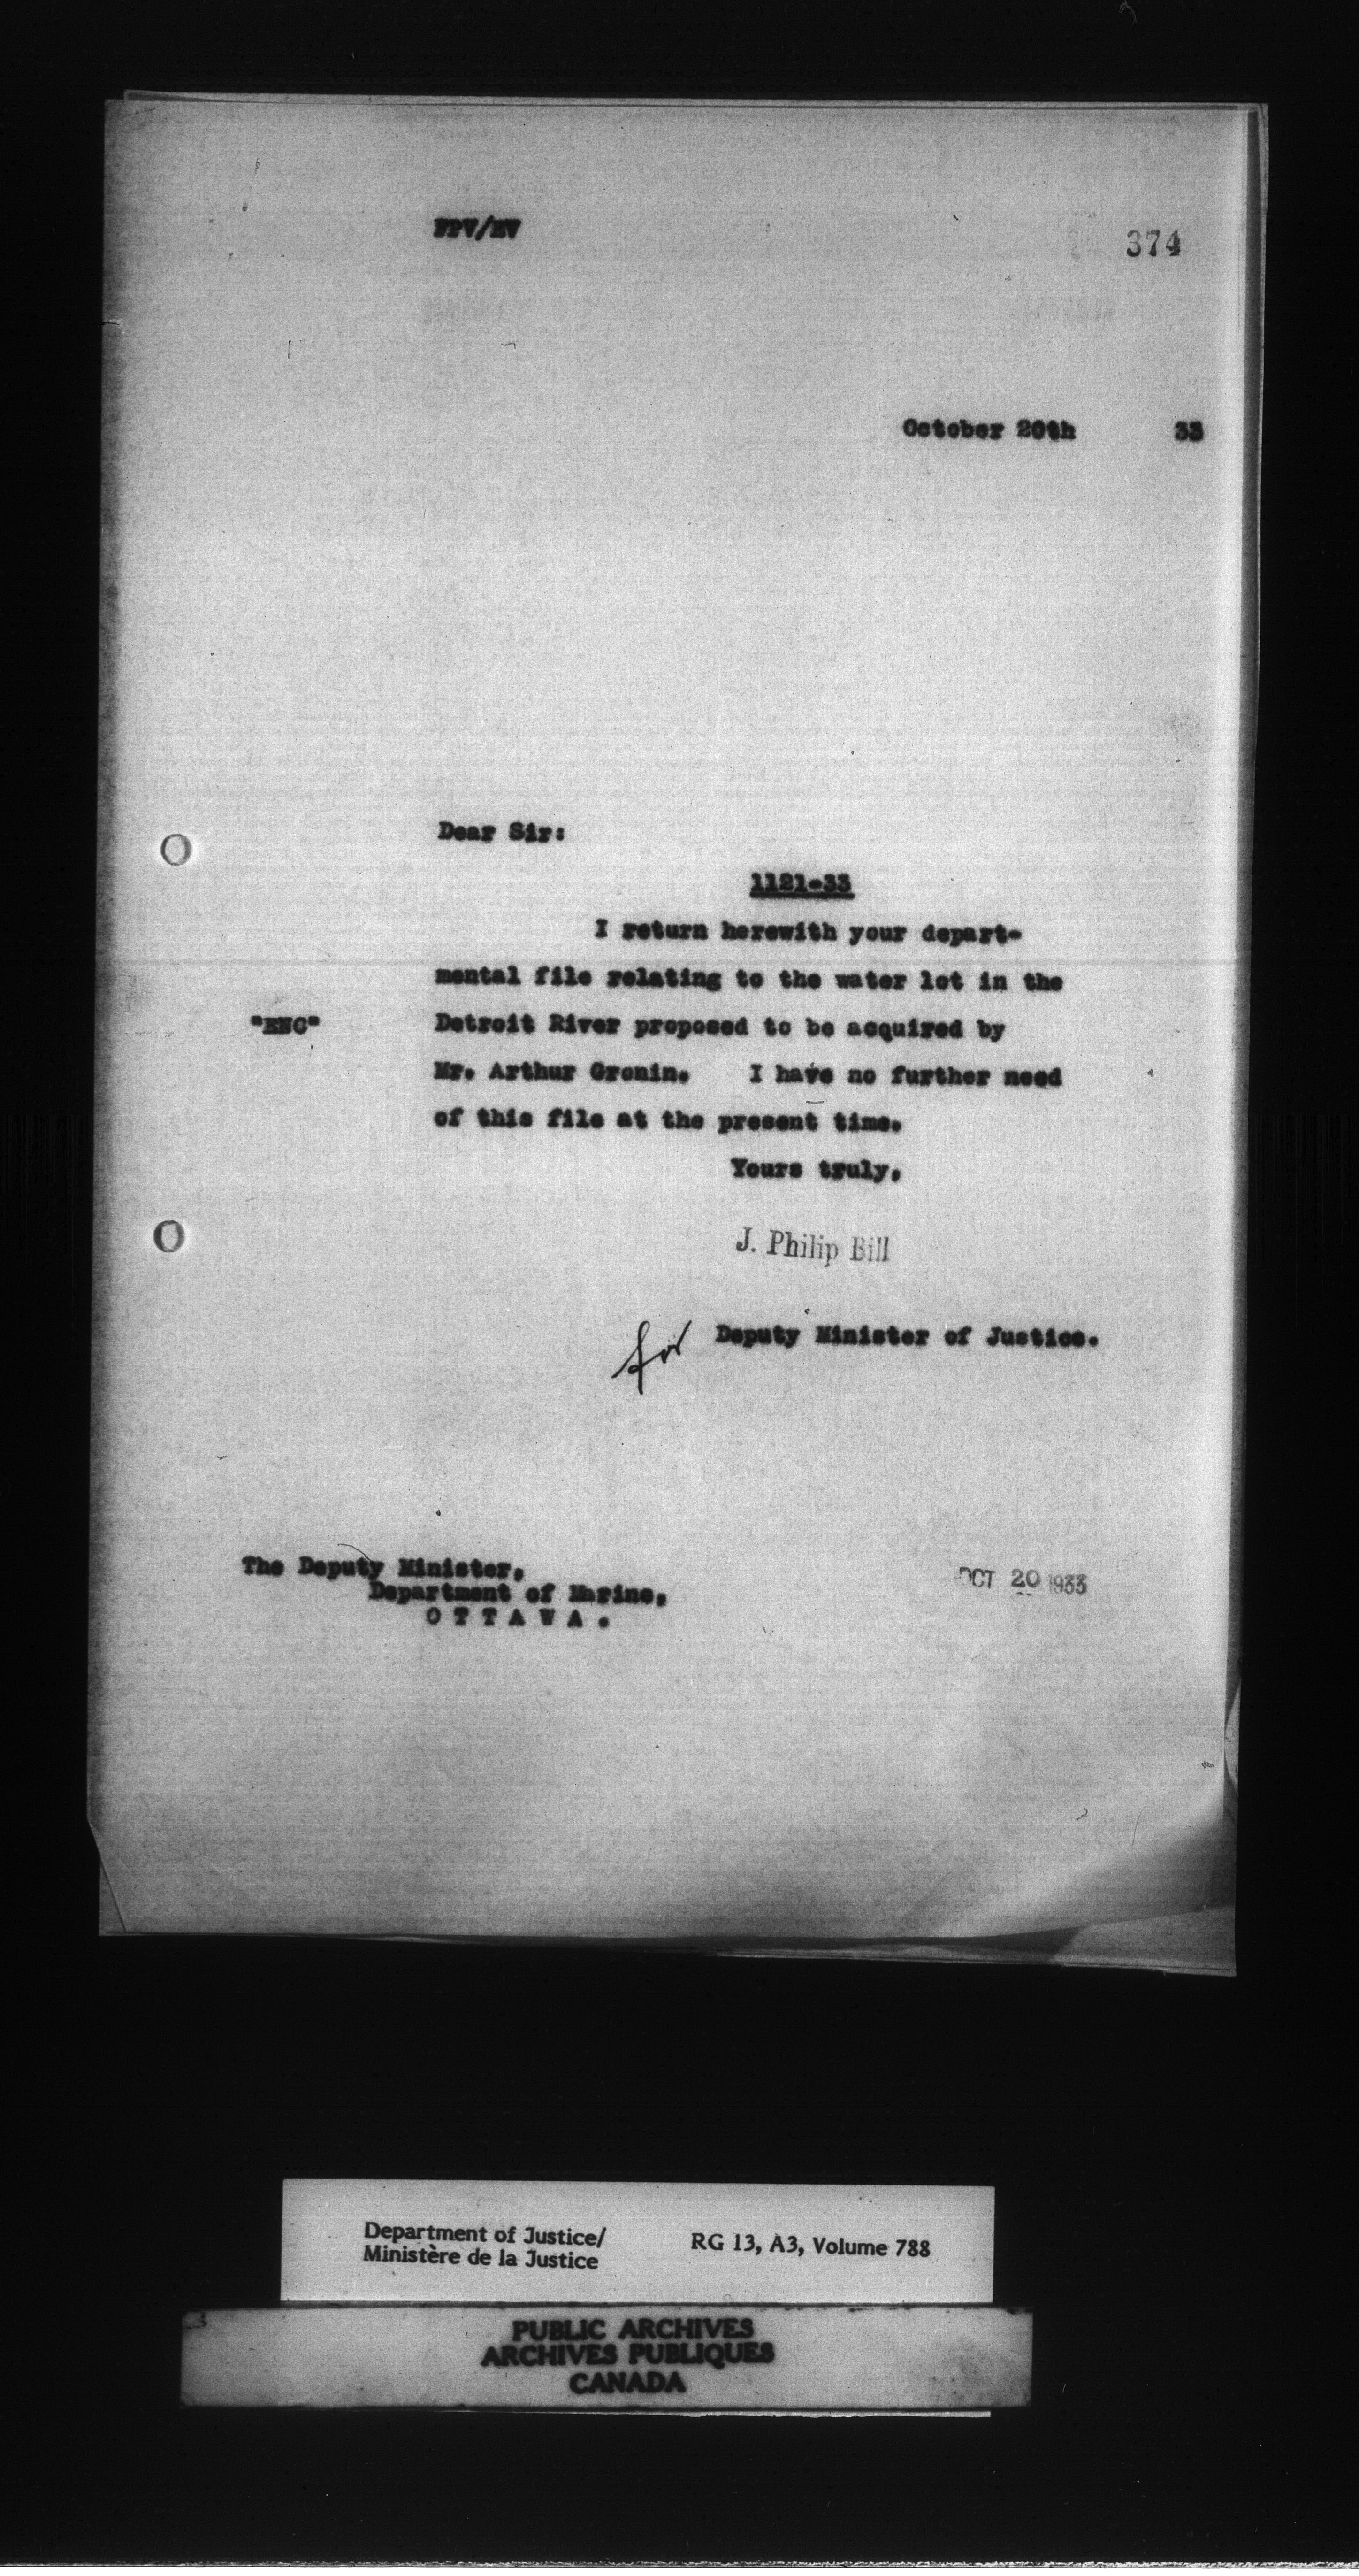 FPV/EV
374
October 20th 33
Dear Sir:
1121-33
I return herewith your depart-
mental file relating to the water lot in the
"ENC" Detroit River proposed to be acquired by
Mr. Arthur Gronin. I have no further need
of this file at the present time.
Yours truly,
J. Philip Bill
for Deputy Minister of Justice.
The Deputy Minister,
Department of Marine,
OTTAWA.
OCT 20 1933
Department of Justice/
Ministère de la Justice
RG 13, A3, Volume 788
PUBLIC ARCHIVES
ARCHIVES PUBLIQUES
CANADA